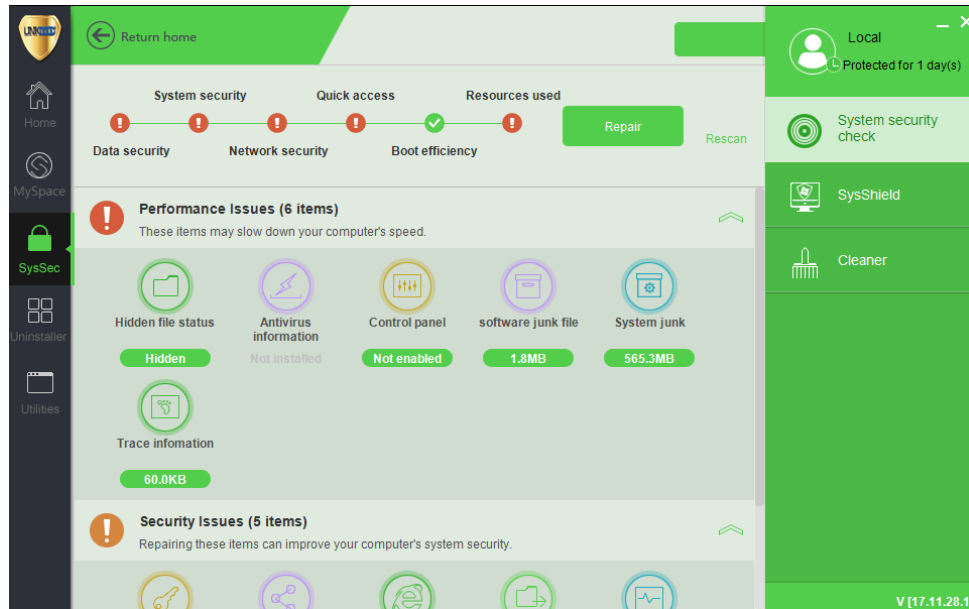 Return home
Local
Protected for 1 day(s)
System security
Quick access
Resources used
Data security
Network security
Boot efficiency
Repair
Rescan
Home
MySpace
SysSec
Uninstaller
Utilities
Performance Issues (6 items)
These items may slow down your computer's speed.
Hidden file status
Hidden
Antivirus
information
Not installed
Control panel
Not enabled
software junk file
1.8MB
System junk
565.3MB
Trace infomation
60.0KB
Security Issues (5 items)
Repairing these items can improve your computer's system security.
System security
check
SysShield
Cleaner
V [17.11.28.1